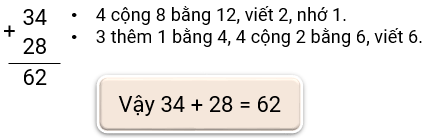 34
+
28
62
• 4 cộng 8 bằng 12, viết 2, nhớ 1.
• 3 thêm 1 bằng 4, 4 cộng 2 bằng 6, viết 6.
Vậy 34 + 28 = 62